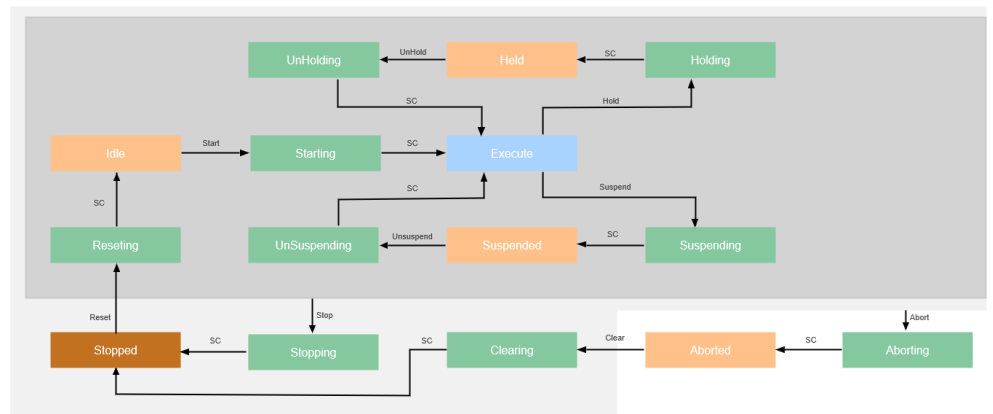 UnHolding
UnHold
Held
SC
Holding
SC
Hold
Idle
Start
Starting
SC
Execute
SC
SC
Suspend
Reseting
UnSuspending
Unsuspend
Suspended
SC
Suspending
Reset
Stop
Abort
Stopped
SC
Stopping
SC
Clearing
Clear
Aborted
SC
Aborting